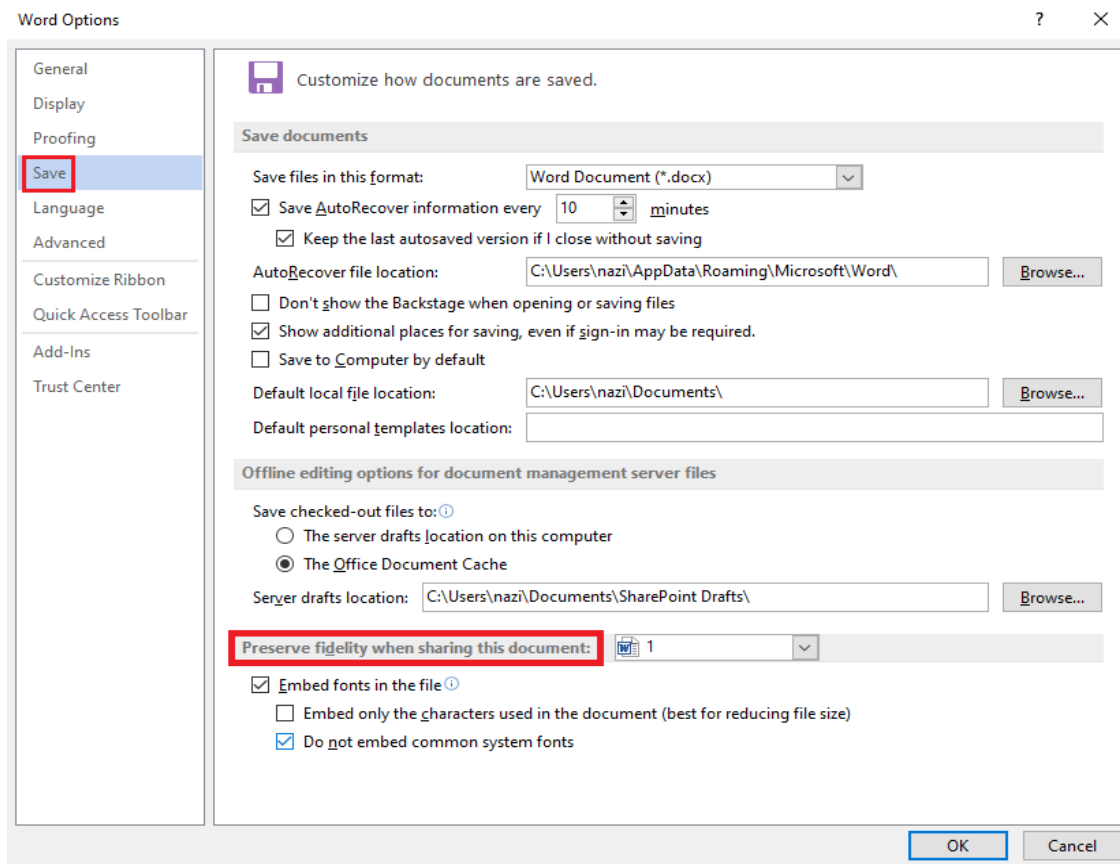 Word Options
General
Display
Proofing
Save
Language
Advanced
Customize Ribbon
Quick Access Toolbar
Add-Ins
Trust Center
Customize how documents are saved.
Save documents
Save files in this format: Word Document (*.docx)
Save AutoRecover information every 10 minutes
Keep the last autosaved version if I close without saving
AutoRecover file location: C:\Users\nazi\AppData\Roaming\Microsoft\Word\ Browse...
Don't show the Backstage when opening or saving files
Show additional places for saving, even if sign-in may be required.
Save to Computer by default
Default local file location: C:\Users\nazi\Documents\ Browse...
Default personal templates location:
Offline editing options for document management server files
Save checked-out files to:
The server drafts location on this computer
The Office Document Cache
Server drafts location: C:\Users\nazi\Documents\SharePoint Drafts\ Browse...
Preserve fidelity when sharing this document: 1
Embed fonts in the file
Embed only the characters used in the document (best for reducing file size)
Do not embed common system fonts
OK Cancel